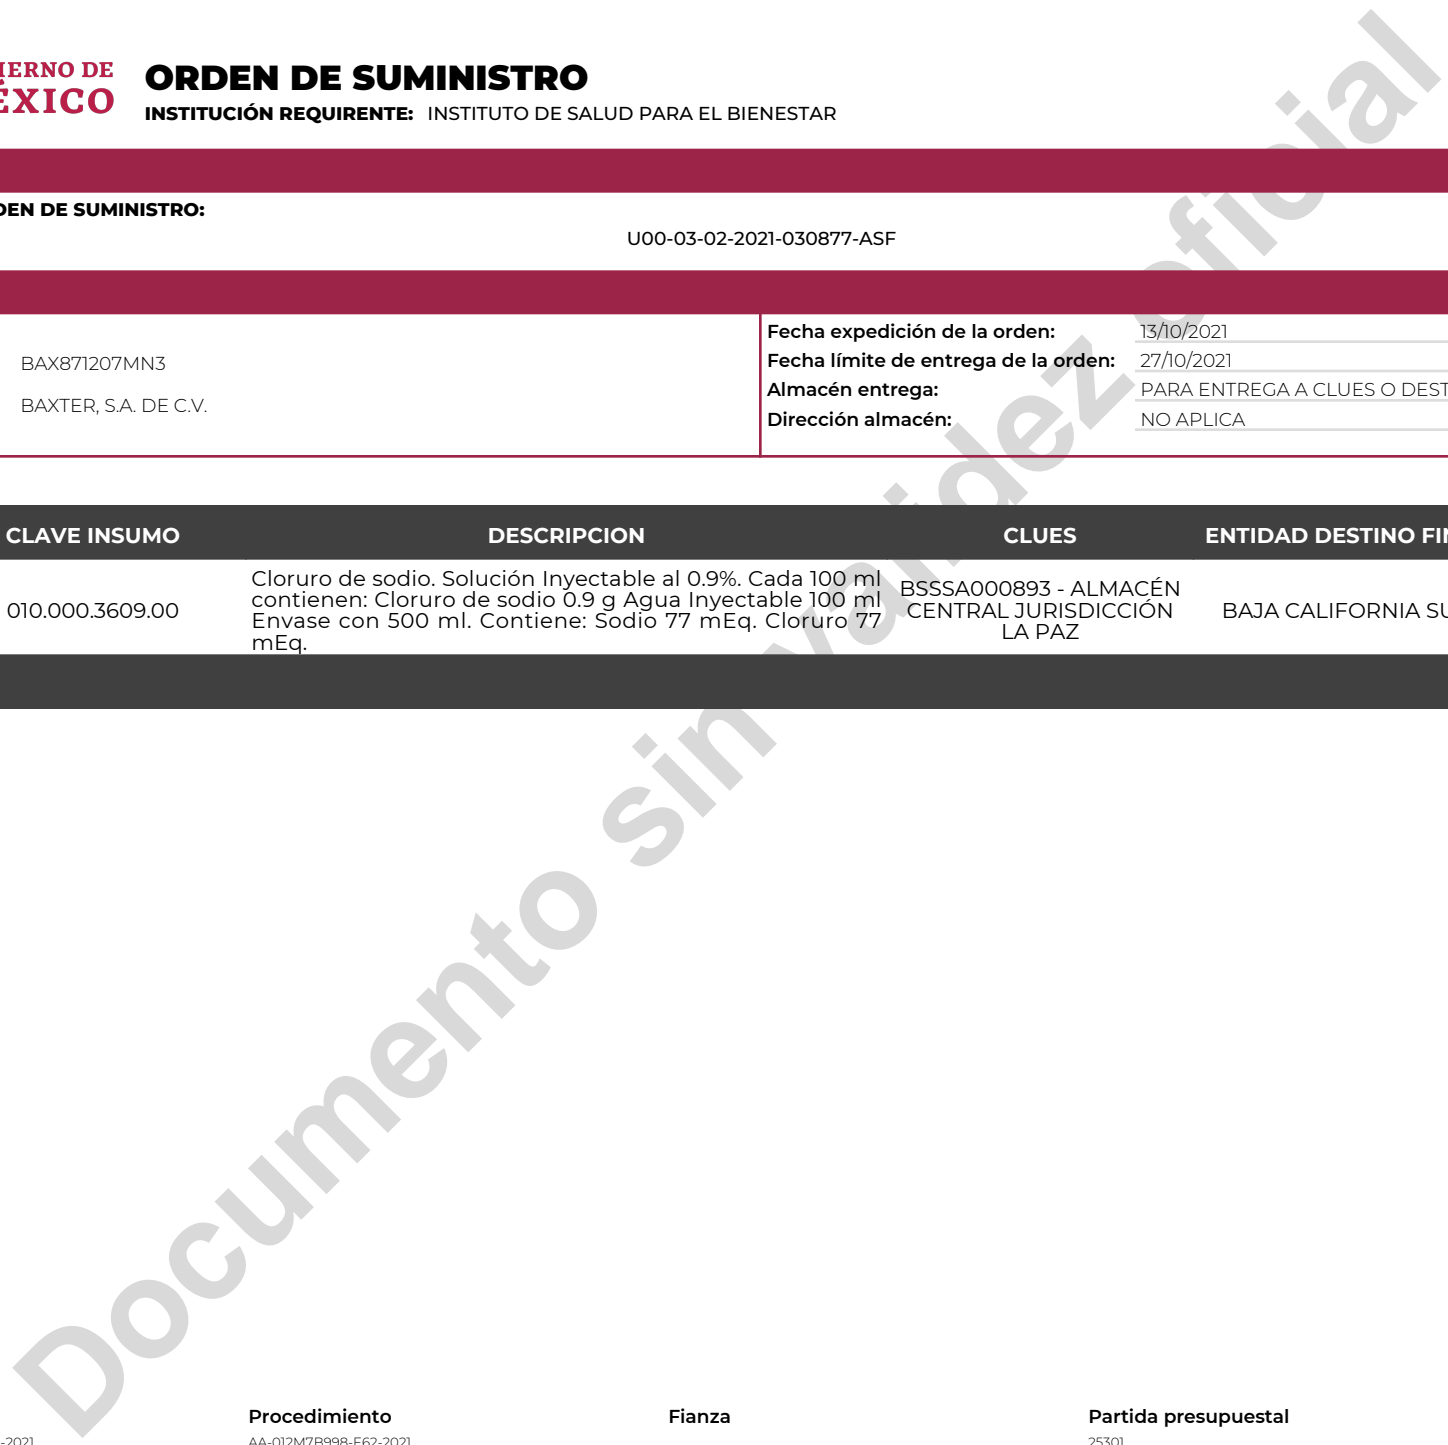 IERNO DE
ÉXICO
ORDEN DE SUMINISTRO
INSTITUCIÓN REQUIRENTE: INSTITUTO DE SALUD PARA EL BIENESTAR
DEN DE SUMINISTRO:
U00-03-02-2021-030877-ASF
BAX871207MN3
BAXTER, S.A. DE C.V.
Fecha expedición de la orden: 13/10/2021
Fecha límite de entrega de la orden: 27/10/2021
Almacén entrega: PARA ENTREGA A CLUES O DEST
Dirección almacén: NO APLICA
CLAVE INSUMO DESCRIPCION CLUES ENTIDAD DESTINO FIN
010.000.3609.00
Cloruro de sodio. Solución Inyectable al 0.9%. Cada 100 ml
contienen: Cloruro de sodio 0.9 g Agua Inyectable 100 ml
Envase con 500 ml. Contiene: Sodio 77 mEq. Cloruro 77
mEq.
BSSSA000893 - ALMACÉN
CENTRAL JURISDICCIÓN
LA PAZ
BAJA CALIFORNIA SU
Documento sin validez oficial
Procedimiento Fianza Partida presupuestal
-2021 AA-012M7B998-E62-2021 25301